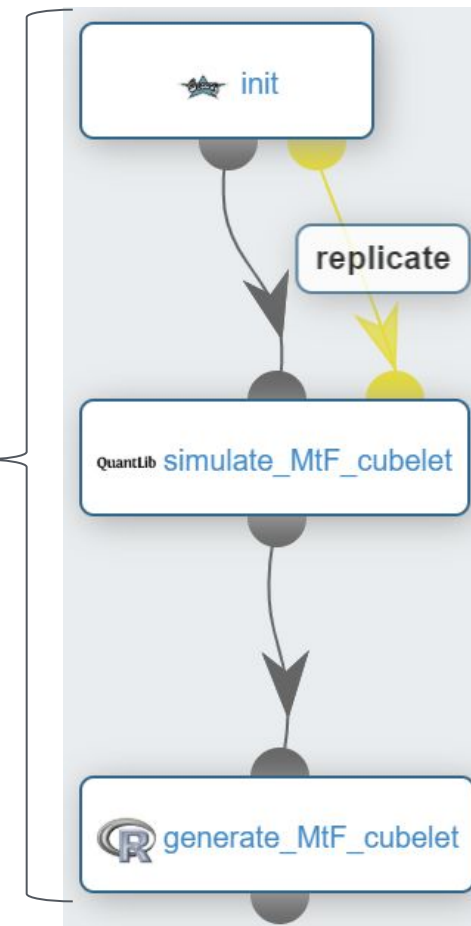 init
replicate
QuantLib simulate_MtF_cubelet
R generate_MtF_cubelet